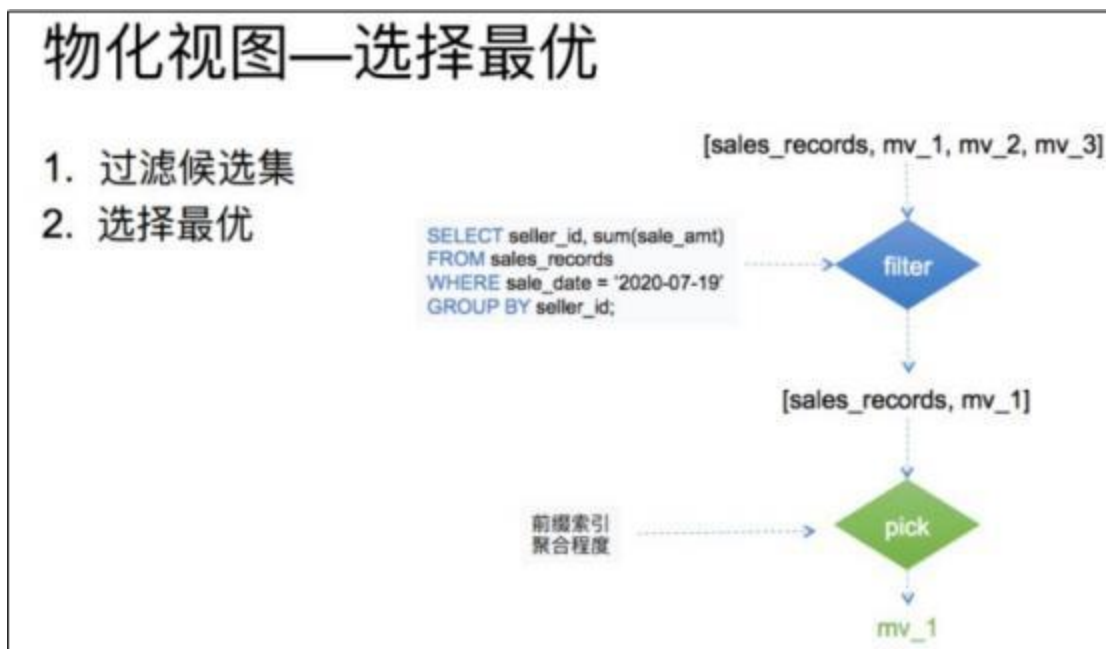 物化视图—选择最优
1. 过滤候选集
2. 选择最优
[sales_records, mv_1, mv_2, mv_3]
SELECT seller_id, sum(sale_amt)
FROM sales_records
WHERE sale_date = '2020-07-19'
GROUP BY seller_id;
filter
[sales_records, mv_1]
前缀索引
聚合程度
pick
mv_1